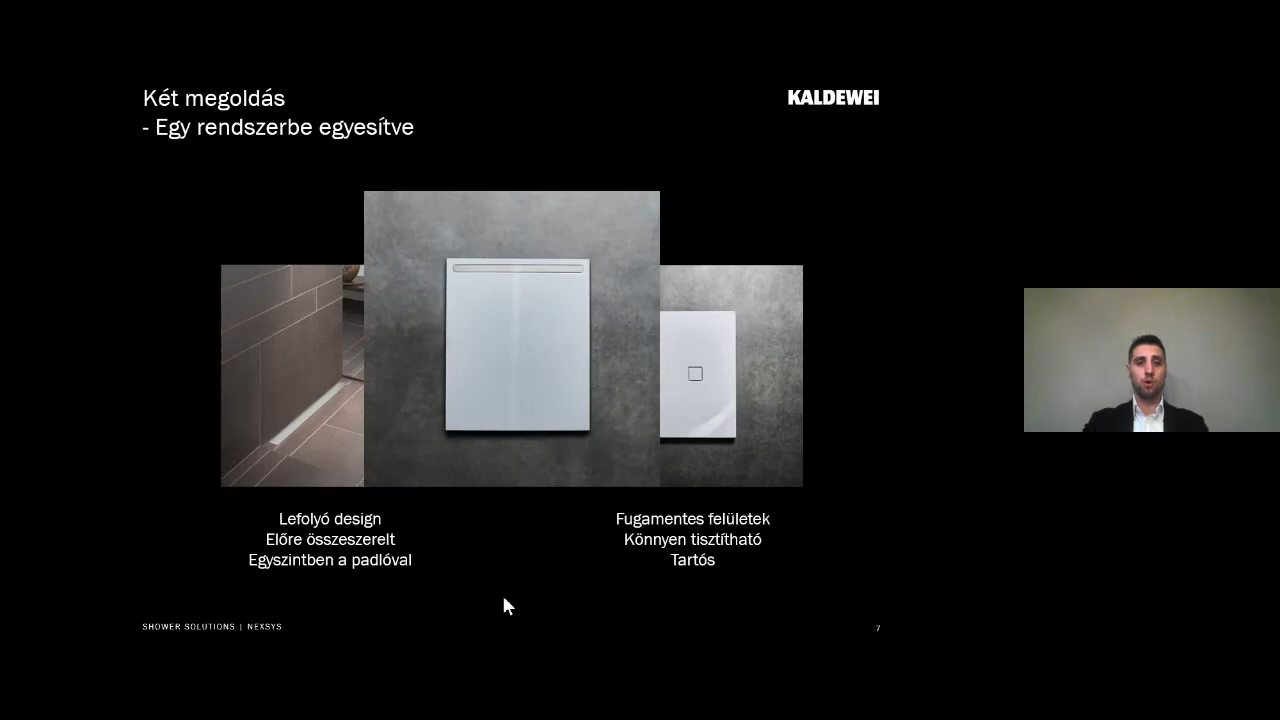 Két megoldás
- Egy rendszerbe egyesítve
KALDEWEI
Lefolyó design
Előre összeszerelt
Egyszintben a padlóval
Fugamentes felületek
Könnyen tisztítható
Tartós
SHOWER SOLUTIONS | NEXSYS
7